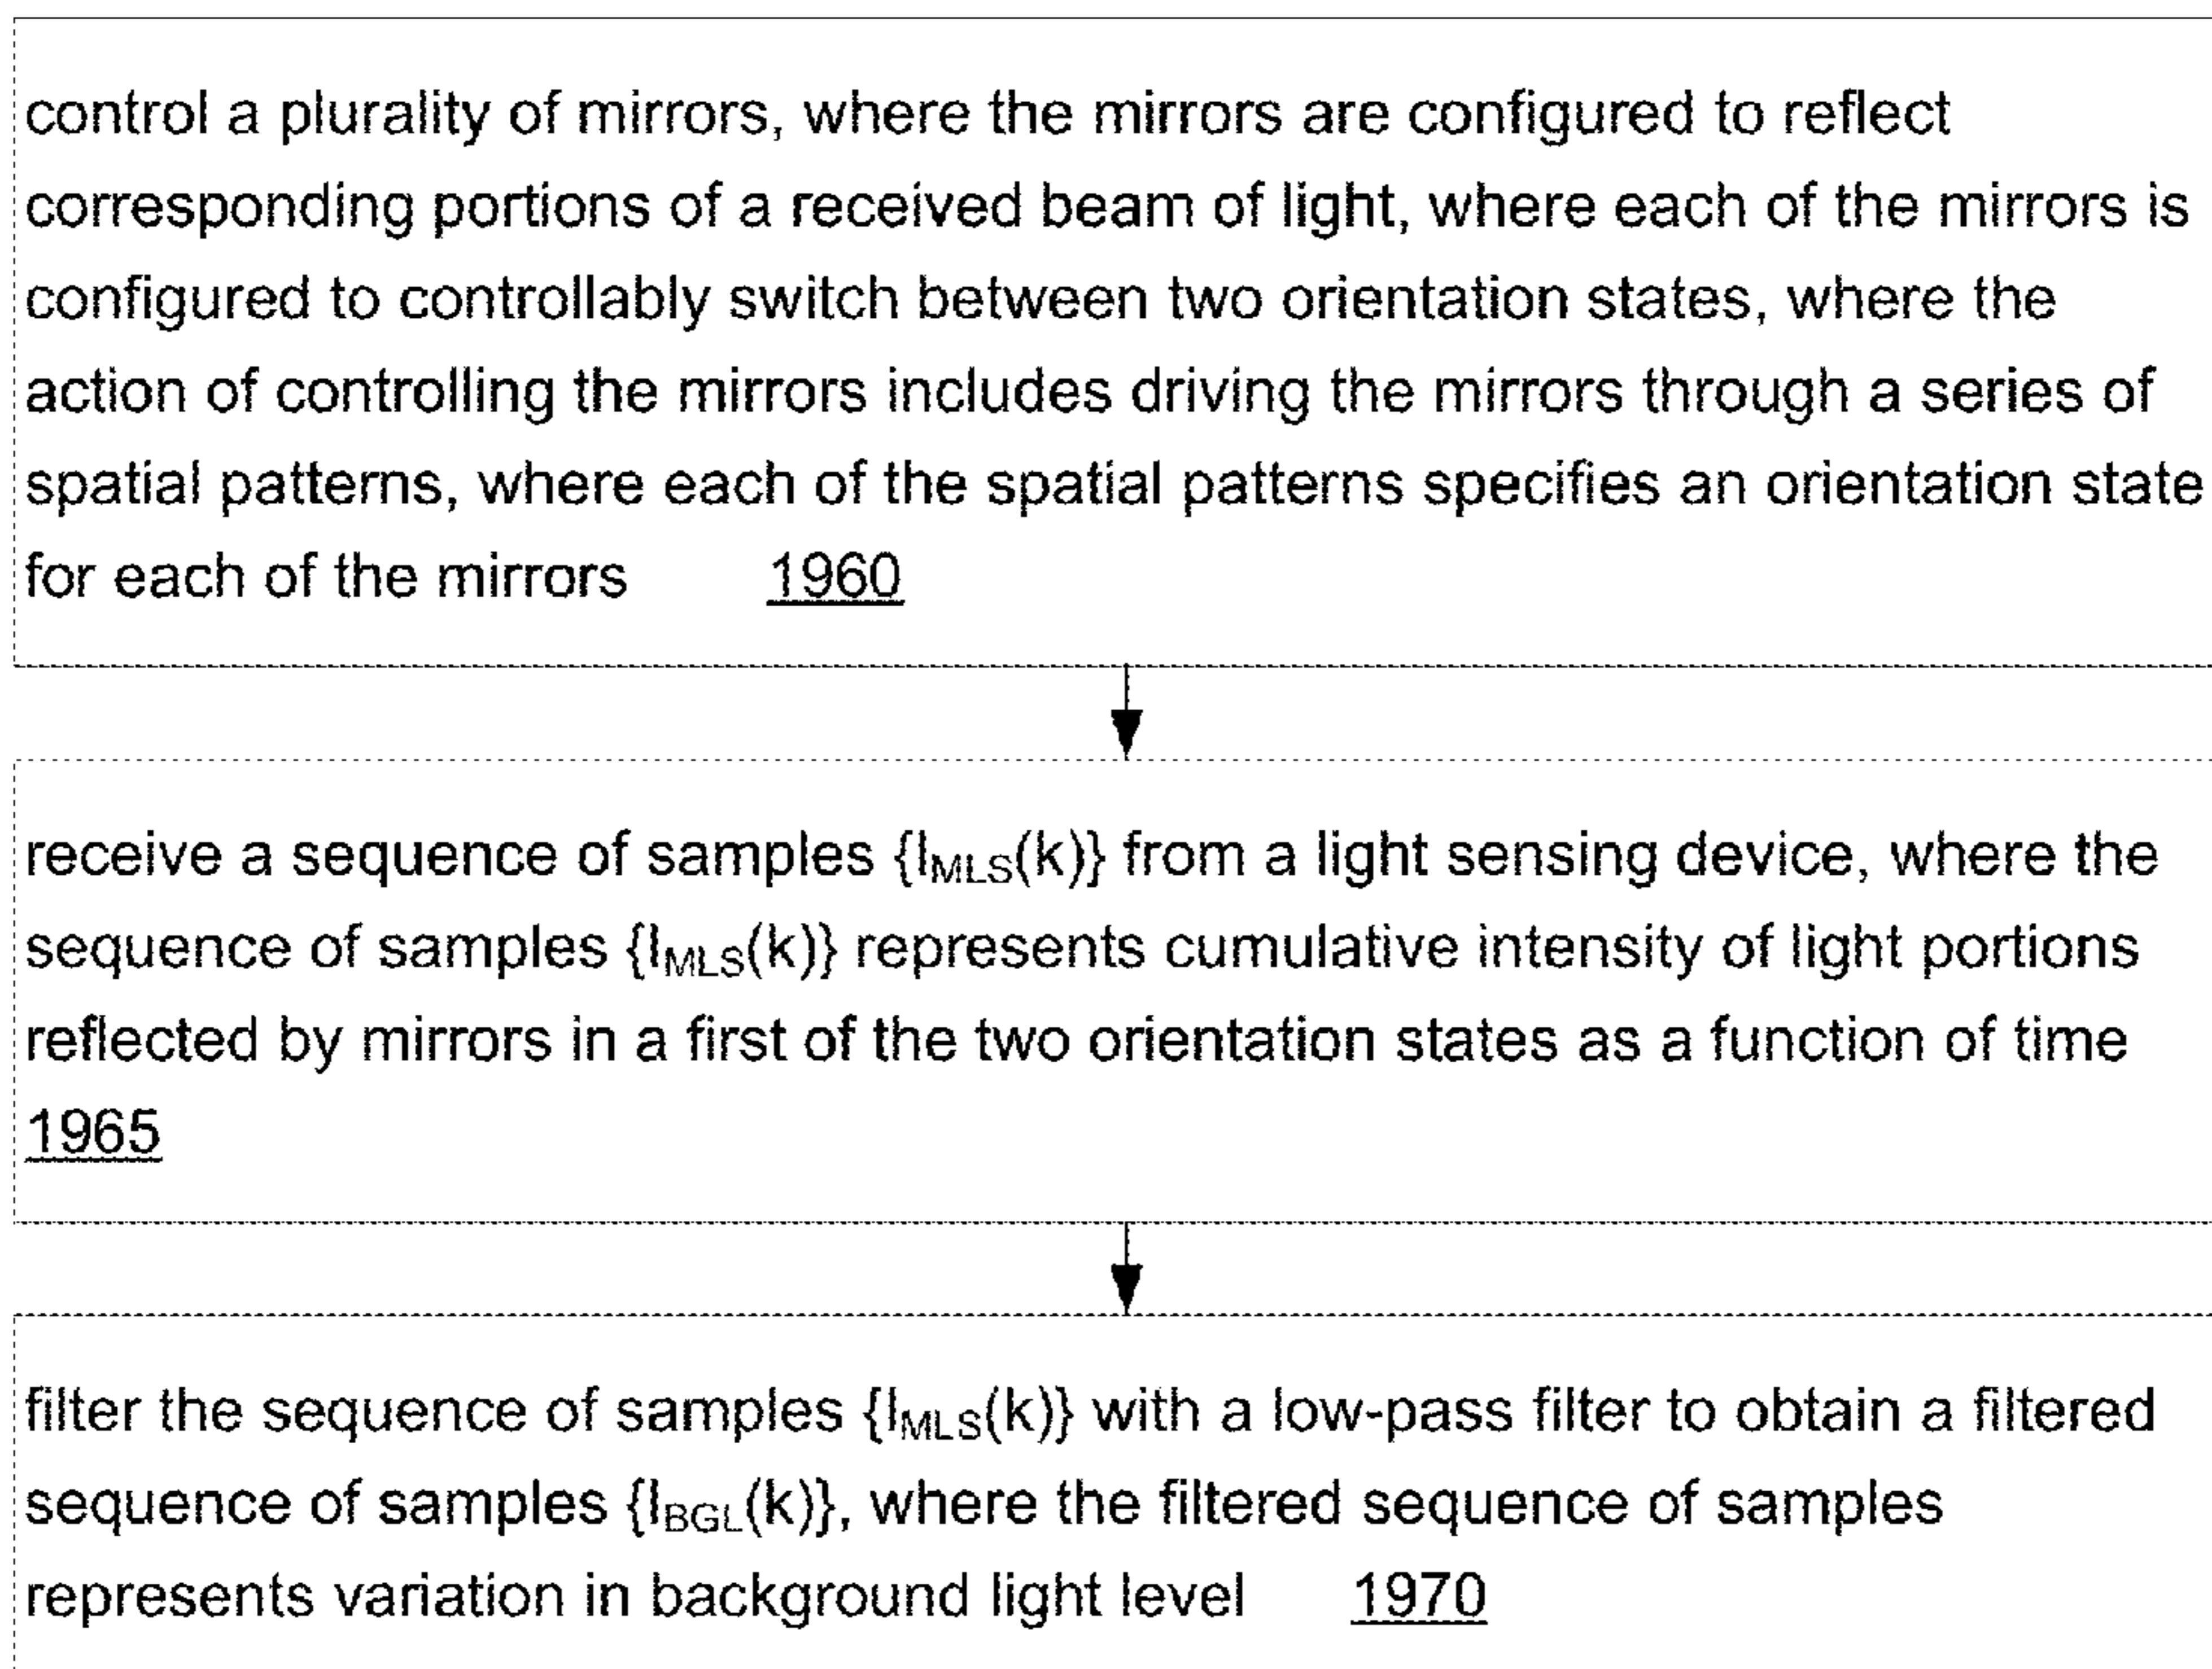 control a plurality of mirrors, where the mirrors are configured to reflect
corresponding portions of a received beam of light, where each of the mirrors is
configured to controllably switch between two orientation states, where the
action of controlling the mirrors includes driving the mirrors through a series of
spatial patterns, where each of the spatial patterns specifies an orientation state
for each of the mirrors 1960
receive a sequence of samples {I_MLS(k)} from a light sensing device, where the
sequence of samples {I_MLS(k)} represents cumulative intensity of light portions
reflected by mirrors in a first of the two orientation states as a function of time
1965
filter the sequence of samples {I_MLS(k)} with a low-pass filter to obtain a filtered
sequence of samples {I_BGL(k)}, where the filtered sequence of samples
represents variation in background light level 1970